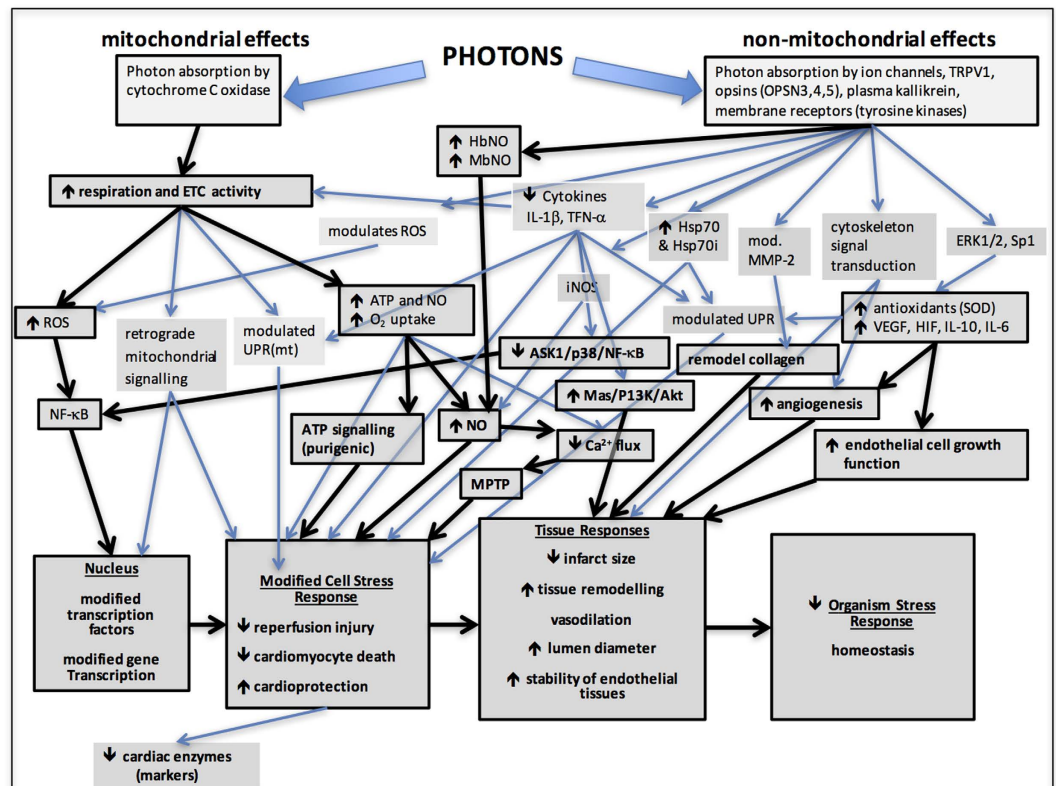 mitochondrial effects
PHOTONS
non-mitochondrial effects
Photon absorption by
cytochrome C oxidase
Photon absorption by ion channels, TRPV1,
opsins (OPSN3,4,5), plasma kallikrein,
membrane receptors (tyrosine kinases)
↑ HbNO
↑ MbNO
↑ respiration and ETC activity
↓ Cytokines
IL-1β, TFN-α
modulates ROS
↑ Hsp70
& Hsp70i
mod.
MMP-2
cytoskeleton
signal
transduction
ERK1/2, Sp1
iNOS
↑ ROS
retrograde
mitochondrial
signalling
modulated
UPR(mt)
↑ ATP and NO
↑ O₂ uptake
modulated UPR
↑ antioxidants (SOD)
↑ VEGF, HIF, IL-10, IL-6
↓ ASK1/p38/NF-κB
remodel collagen
↑ Mas/P13K/Akt
↑ angiogenesis
NF-κB
ATP signalling
(purigenic)
↑ NO
↓ Ca²⁺ flux
↑ endothelial cell growth
function
MPTP
Nucleus
modified
transcription
factors
modified gene
Transcription
Modified Cell Stress
Response
↓ reperfusion injury
↓ cardiomyocyte death
↑ cardioprotection
Tissue Responses
↓ infarct size
↑ tissue remodelling
vasodilation
↑ lumen diameter
↑ stability of endothelial
tissues
↓ Organism Stress
Response
homeostasis
↓ cardiac enzymes
(markers)